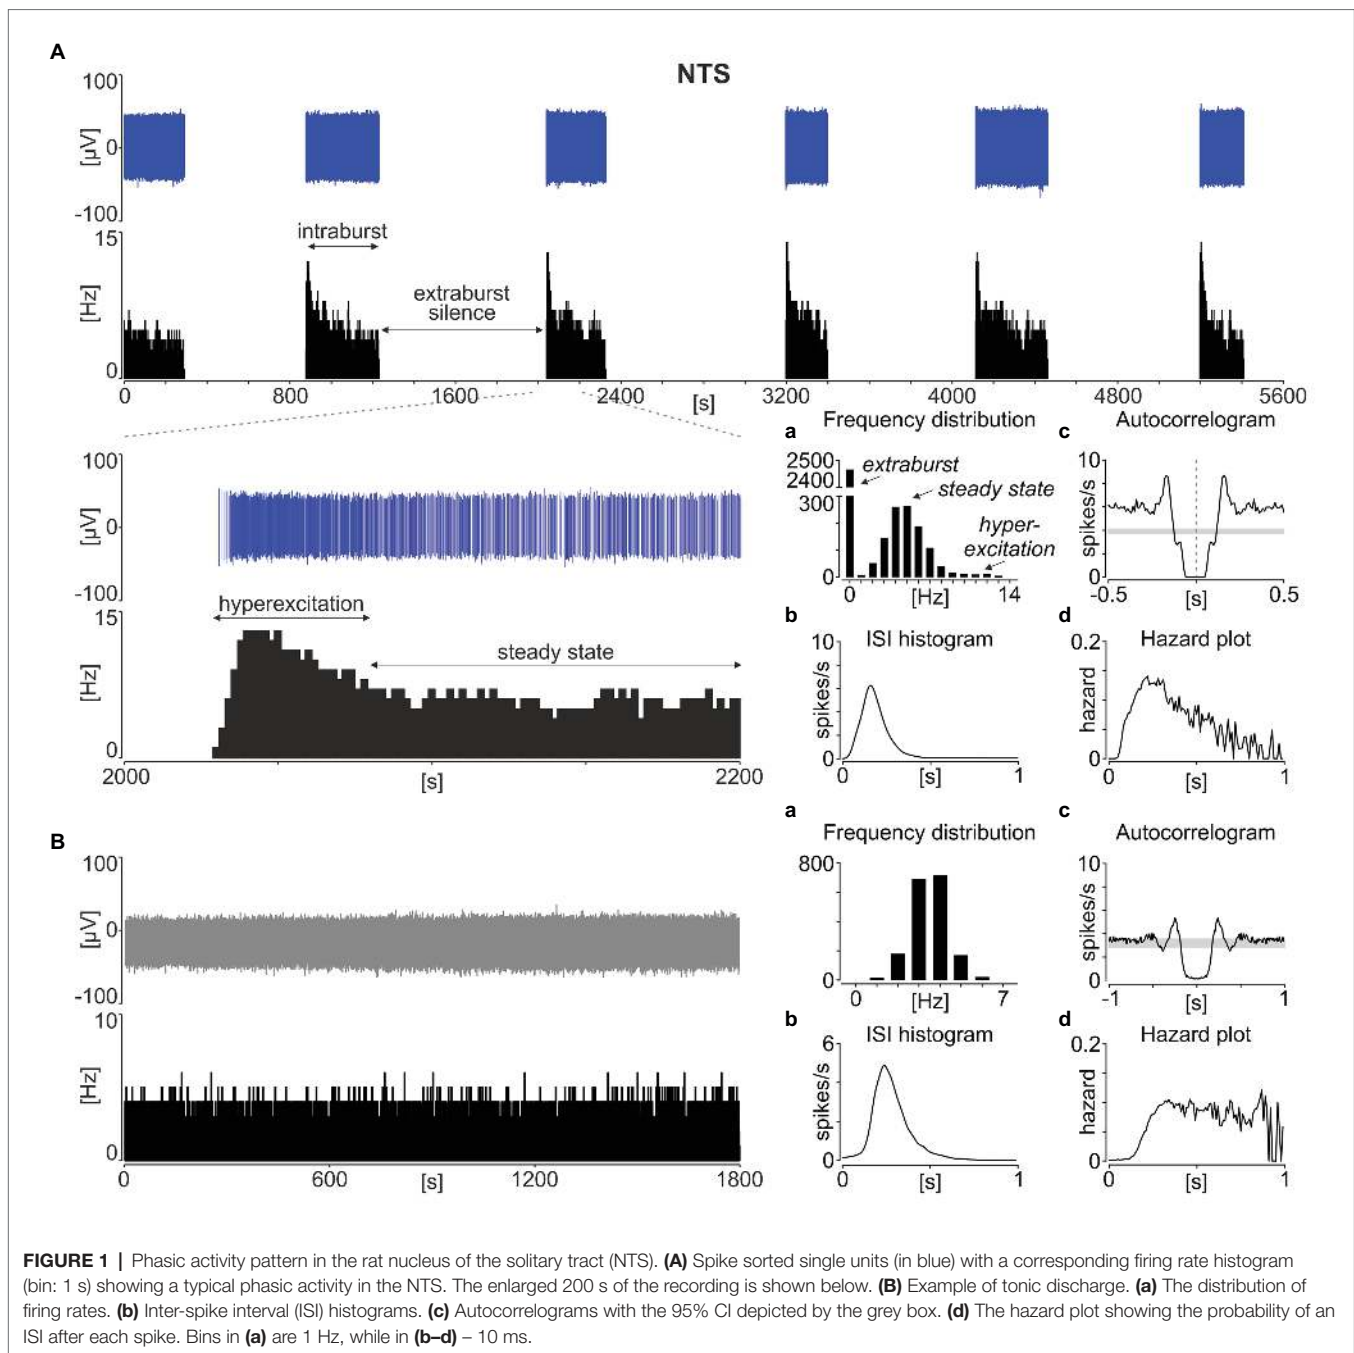 A
NTS
100
[µV]
0
-100
15
[Hz]
0
intraburst
extraburst
silence
0
800
1600
2400
[s]
3200
4000
4800
5600
100
[µV]
0
-100
15
[Hz]
0
hyperexcitation
steady state
2000
[s]
2200
a
Frequency distribution
2500
2400
300
0
extraburst
steady state
hyper-
excitation
0
[Hz]
14
c
Autocorrelogram
10
spikes/s
0
-0.5
[s]
0.5
b
ISI histogram
10
spikes/s
0
0
[s]
1
d
Hazard plot
0.2
hazard
0
0
[s]
1
B
100
[µV]
0
-100
10
[Hz]
0
0
600
[s]
1200
1800
a
Frequency distribution
800
0
0
[Hz]
7
c
Autocorrelogram
10
spikes/s
0
-1
[s]
1
b
ISI histogram
6
spikes/s
0
0
[s]
1
d
Hazard plot
0.2
hazard
0
0
[s]
1
FIGURE 1 | Phasic activity pattern in the rat nucleus of the solitary tract (NTS). (A) Spike sorted single units (in blue) with a corresponding firing rate histogram
(bin: 1 s) showing a typical phasic activity in the NTS. The enlarged 200 s of the recording is shown below. (B) Example of tonic discharge. (a) The distribution of
firing rates. (b) Inter-spike interval (ISI) histograms. (c) Autocorrelograms with the 95% CI depicted by the grey box. (d) The hazard plot showing the probability of an
ISI after each spike. Bins in (a) are 1 Hz, while in (b–d) – 10 ms.